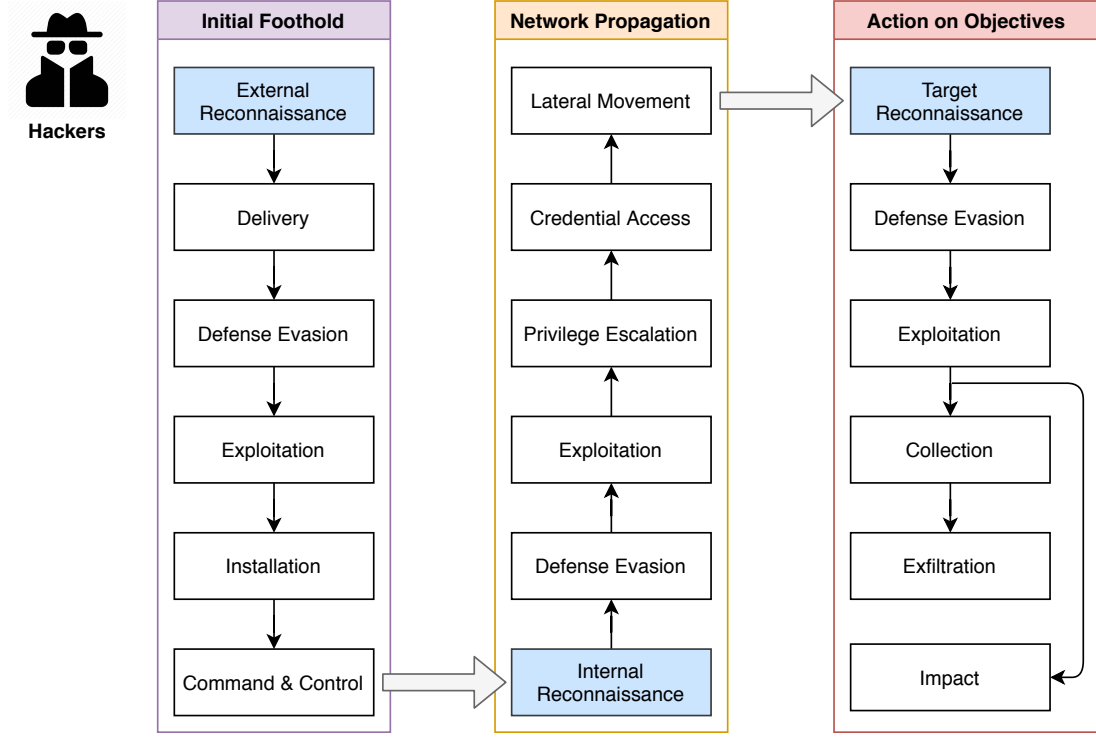 Hackers
Initial Foothold
External
Reconnaissance
Delivery
Defense Evasion
Exploitation
Installation
Command & Control
Network Propagation
Lateral Movement
Credential Access
Privilege Escalation
Exploitation
Defense Evasion
Internal
Reconnaissance
Action on Objectives
Target
Reconnaissance
Defense Evasion
Exploitation
Collection
Exfiltration
Impact